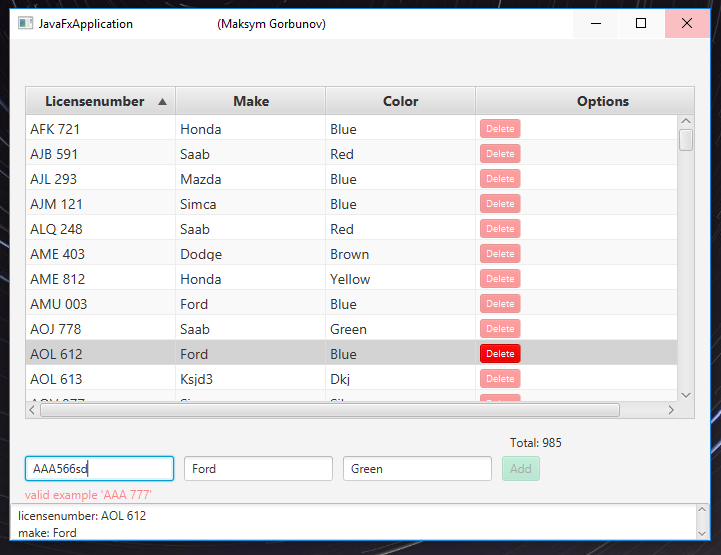 JavaFxApplication (Maksym Gorbunov)
Licensenumber Make Color Options
AFK 721 Honda Blue Delete
AJB 591 Saab Red Delete
AJL 293 Mazda Blue Delete
AJM 121 Simca Blue Delete
ALQ 248 Saab Red Delete
AME 403 Dodge Brown Delete
AME 812 Honda Yellow Delete
AMU 003 Ford Blue Delete
AOJ 778 Saab Green Delete
AOL 612 Ford Blue Delete
AOL 613 Ksjd3 Dkj Delete
Total: 985
AAA566sd Ford Green Add
valid example 'AAA 777'
licensenumber: AOL 612
make: Ford